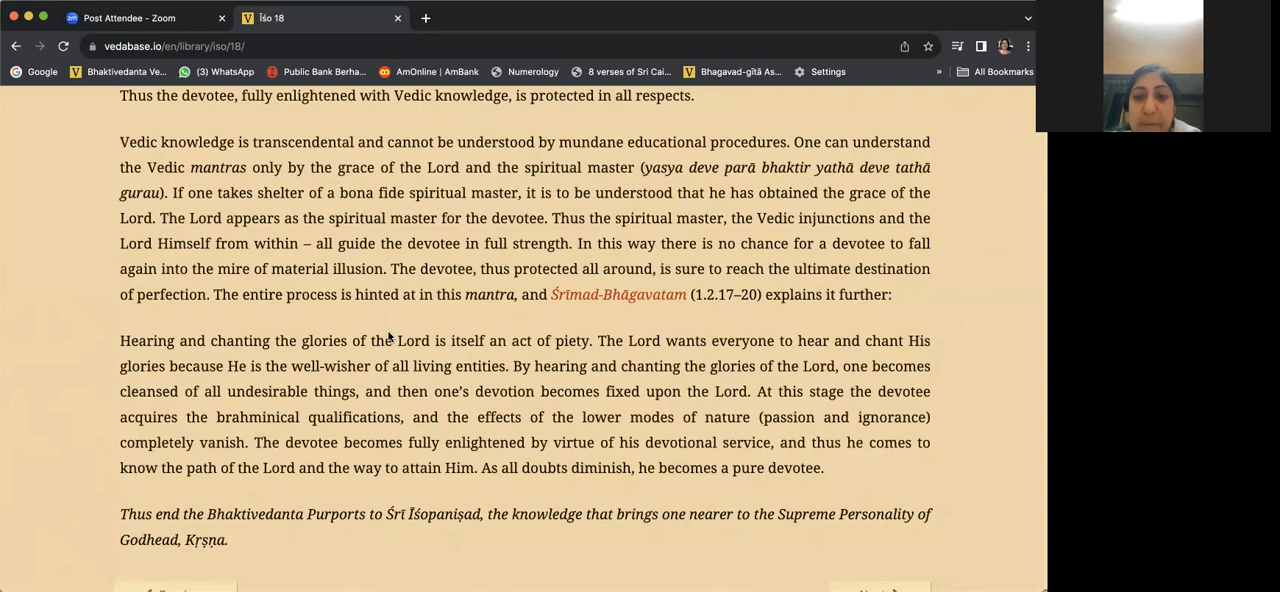 Post Attendee - Zoom
Īśo 18
vedabase.io/en/library/iso/18/
Google
Bhaktivedanta Ve...
(3) WhatsApp
Public Bank Berha...
AmOnline | AmBank
Numerology
8 verses of Sri Cai...
Bhagavad-gītā As...
Settings
»
All Bookmarks
Thus the devotee, fully enlightened with Vedic knowledge, is protected in all respects.
Vedic knowledge is transcendental and cannot be understood by mundane educational procedures. One can understand
the Vedic mantras only by the grace of the Lord and the spiritual master (yasya deve parā bhaktir yathā deve tathā
gurau). If one takes shelter of a bona fide spiritual master, it is to be understood that he has obtained the grace of the
Lord. The Lord appears as the spiritual master for the devotee. Thus the spiritual master, the Vedic injunctions and the
Lord Himself from within – all guide the devotee in full strength. In this way there is no chance for a devotee to fall
again into the mire of material illusion. The devotee, thus protected all around, is sure to reach the ultimate destination
of perfection. The entire process is hinted at in this mantra, and Śrīmad-Bhāgavatam (1.2.17–20) explains it further:
Hearing and chanting the glories of the Lord is itself an act of piety. The Lord wants everyone to hear and chant His
glories because He is the well-wisher of all living entities. By hearing and chanting the glories of the Lord, one becomes
cleansed of all undesirable things, and then one's devotion becomes fixed upon the Lord. At this stage the devotee
acquires the brahminical qualifications, and the effects of the lower modes of nature (passion and ignorance)
completely vanish. The devotee becomes fully enlightened by virtue of his devotional service, and thus he comes to
know the path of the Lord and the way to attain Him. As all doubts diminish, he becomes a pure devotee.
Thus end the Bhaktivedanta Purports to Śrī Īśopaniṣad, the knowledge that brings one nearer to the Supreme Personality of
Godhead, Kṛṣṇa.